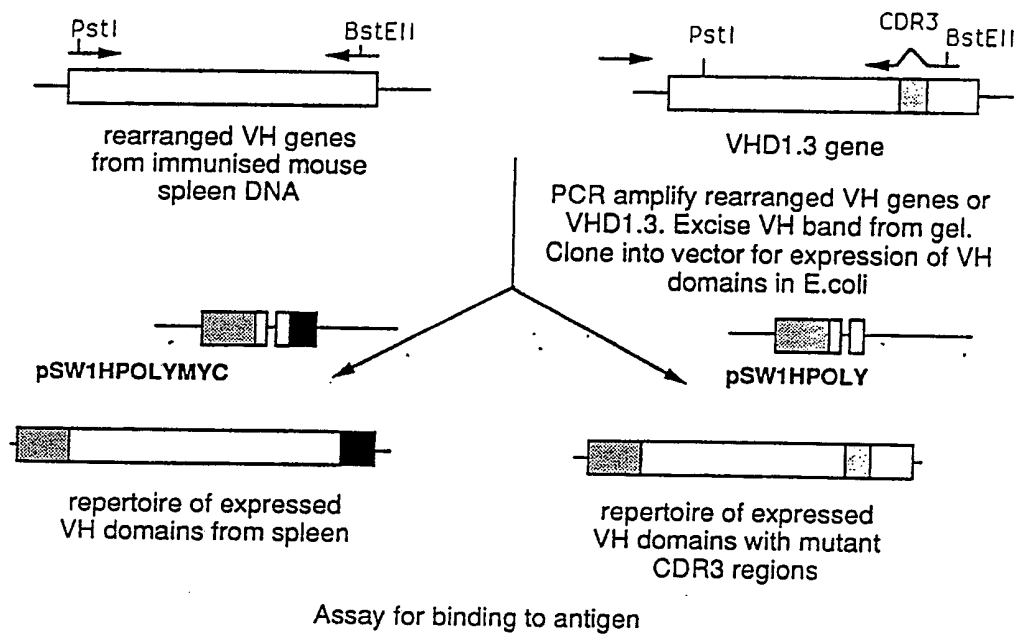 PstI
BstEII
rearranged VH genes
from immunised mouse
spleen DNA
PstI
CDR3
BstEII
VHD1.3 gene
PCR amplify rearranged VH genes or
VHD1.3. Excise VH band from gel.
Clone into vector for expression of VH
domains in E.coli
pSW1HPOLYMYC
pSW1HPOLY
repertoire of expressed
VH domains from spleen
repertoire of expressed
VH domains with mutant
CDR3 regions
Assay for binding to antigen